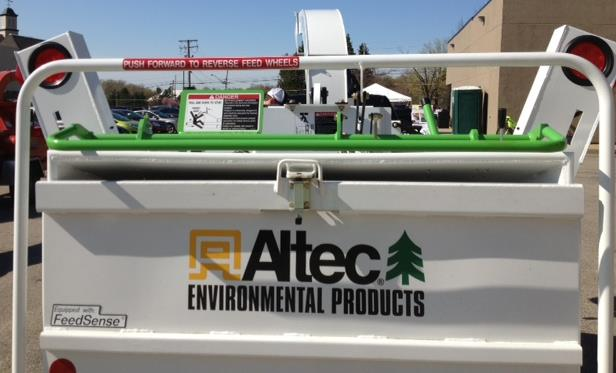 PUSH FORWARD TO REVERSE FEED WHEELS
DANGER
Altec®
ENVIRONMENTAL PRODUCTS
Equipped with:
FeedSense